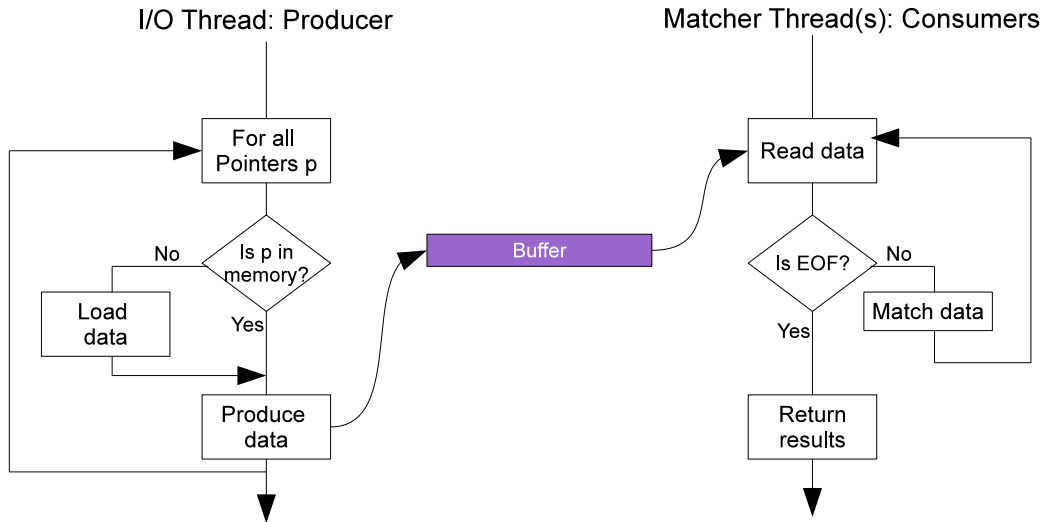 I/O Thread: Producer
For all
Pointers p
Is p in
memory?
No
Load
data
Yes
Produce
data
Buffer
Matcher Thread(s): Consumers
Read data
Is EOF?
No
Match data
Yes
Return
results